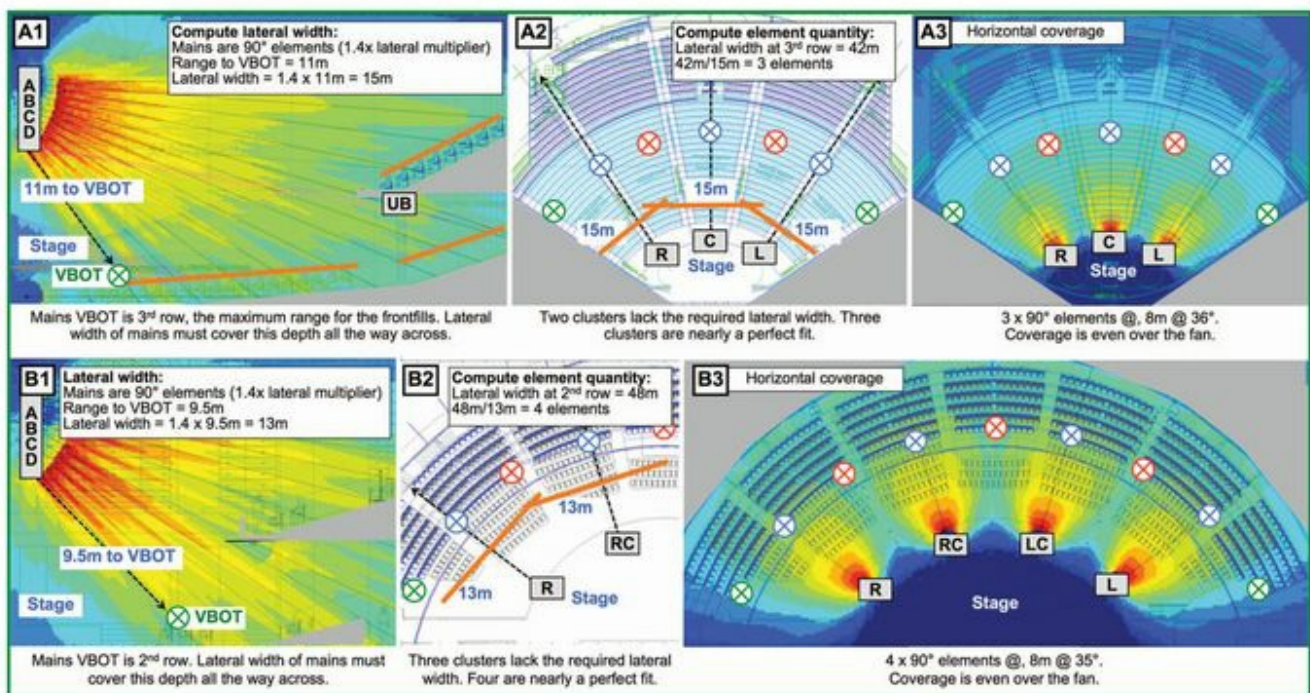 A1
Compute lateral width:
Mains are 90° elements (1.4x lateral multiplier)
Range to VBOT = 11m
Lateral width = 1.4 x 11m = 15m
A
B
C
D
11m to VBOT
UB
Stage
VBOT
Mains VBOT is 3rd row, the maximum range for the frontfills. Lateral
width of mains must cover this depth all the way across.
A2
Compute element quantity:
Lateral width at 3rd row = 42m
42m/15m = 3 elements
15m
15m
15m
R
C
L
Stage
Two clusters lack the required lateral width. Three
clusters are nearly a perfect fit.
A3
Horizontal coverage
R
C
L
Stage
3 x 90° elements @, 8m @ 36°.
Coverage is even over the fan.
B1
Lateral width:
Mains are 90° elements (1.4x lateral multiplier)
Range to VBOT = 9.5m
Lateral width = 1.4 x 9.5m = 13m
A
B
C
D
9.5m to VBOT
Stage
VBOT
Mains VBOT is 2nd row. Lateral width of mains must
cover this depth all the way across.
B2
Compute element quantity:
Lateral width at 2nd row = 48m
48m/13m = 4 elements
13m
RC
13m
R
Stage
Three clusters lack the required lateral
width. Four are nearly a perfect fit.
B3
Horizontal coverage
RC
LC
R
L
Stage
4 x 90° elements @, 8m @ 35°.
Coverage is even over the fan.